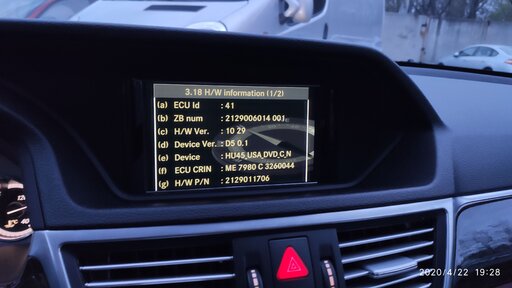 3.18 H/W information (1/2)
(a) ECU Id : 41
(b) ZB num : 2129006014 001
(c) H/W Ver. : 10 29
(d) Device Ver. : D5 0.1
(e) Device : HU45_USA_DVD_C_N
(f) ECU CRIN : ME 7980 C 3260044
(g) H/W P/N : 2129011706
2020/4/22 19:28